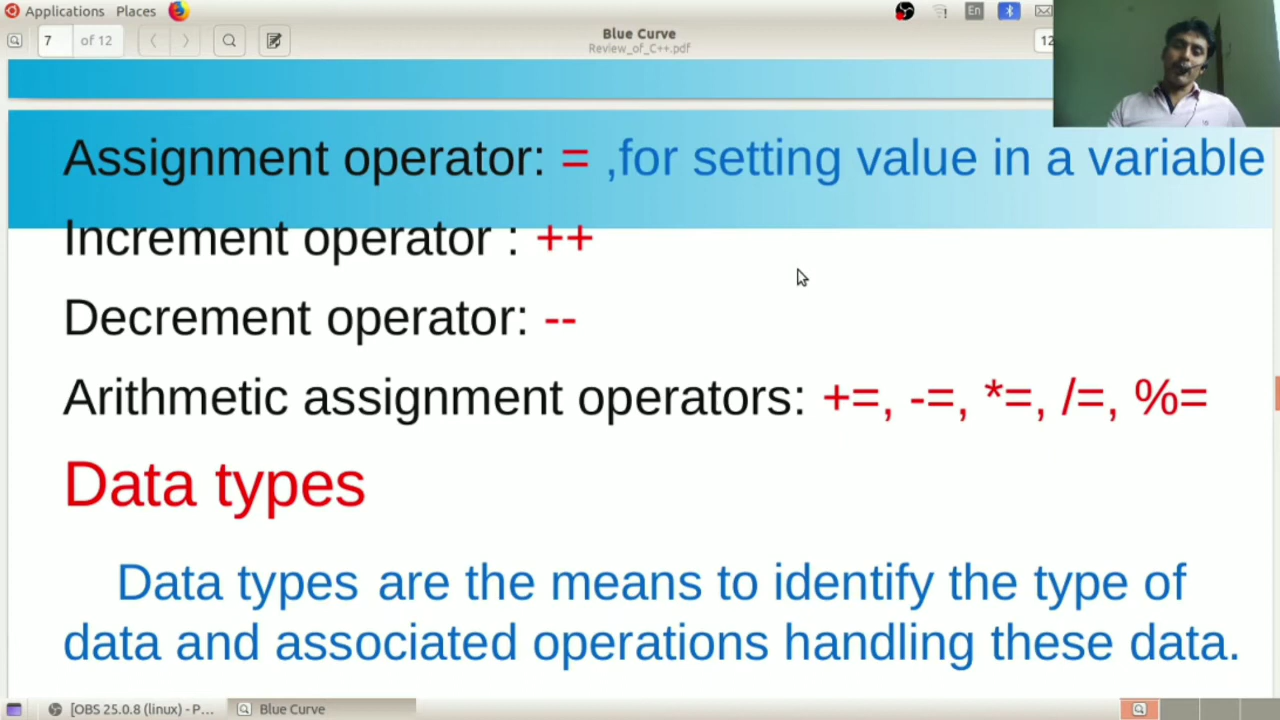 Applications Places En
7 of 12
Blue Curve
Review_of_C++.pdf
12
Assignment operator: = ,for setting value in a variable
Increment operator : ++
Decrement operator: --
Arithmetic assignment operators: +=, -=, *=, /=, %=
Data types
Data types are the means to identify the type of
data and associated operations handling these data.
[OBS 25.0.8 (linux) - P... Blue Curve